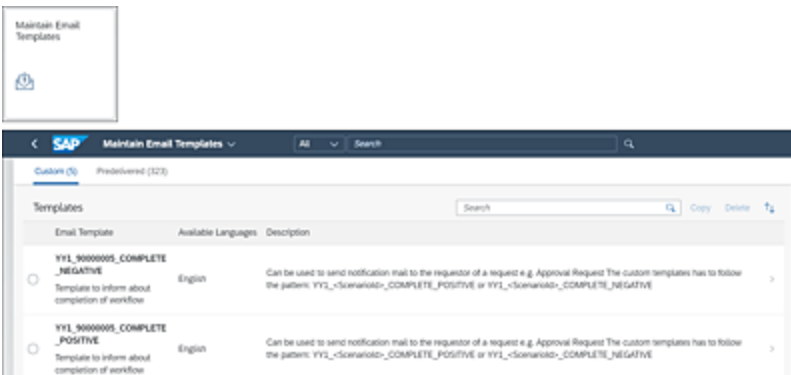 Maintain Email
Templates
SAP Maintain Email Templates All Search
Custom (5) Predelivered (323)
Templates Search Copy Delete
Email Template Available Languages Description
YY1_90000005_COMPLETE
_NEGATIVE
Template to inform about
completion of workflow
English
Can be used to send notification mail to the requestor of a request e.g. Approval Request The custom templates has to follow
the pattern: YY1_<ScenarioId>_COMPLETE_POSITIVE or YY1_<ScenarioId>_COMPLETE_NEGATIVE
YY1_90000005_COMPLETE
_POSITIVE
Template to inform about
completion of workflow
English
Can be used to send notification mail to the requestor of a request e.g. Approval Request The custom templates has to follow
the pattern: YY1_<ScenarioId>_COMPLETE_POSITIVE or YY1_<ScenarioId>_COMPLETE_NEGATIVE